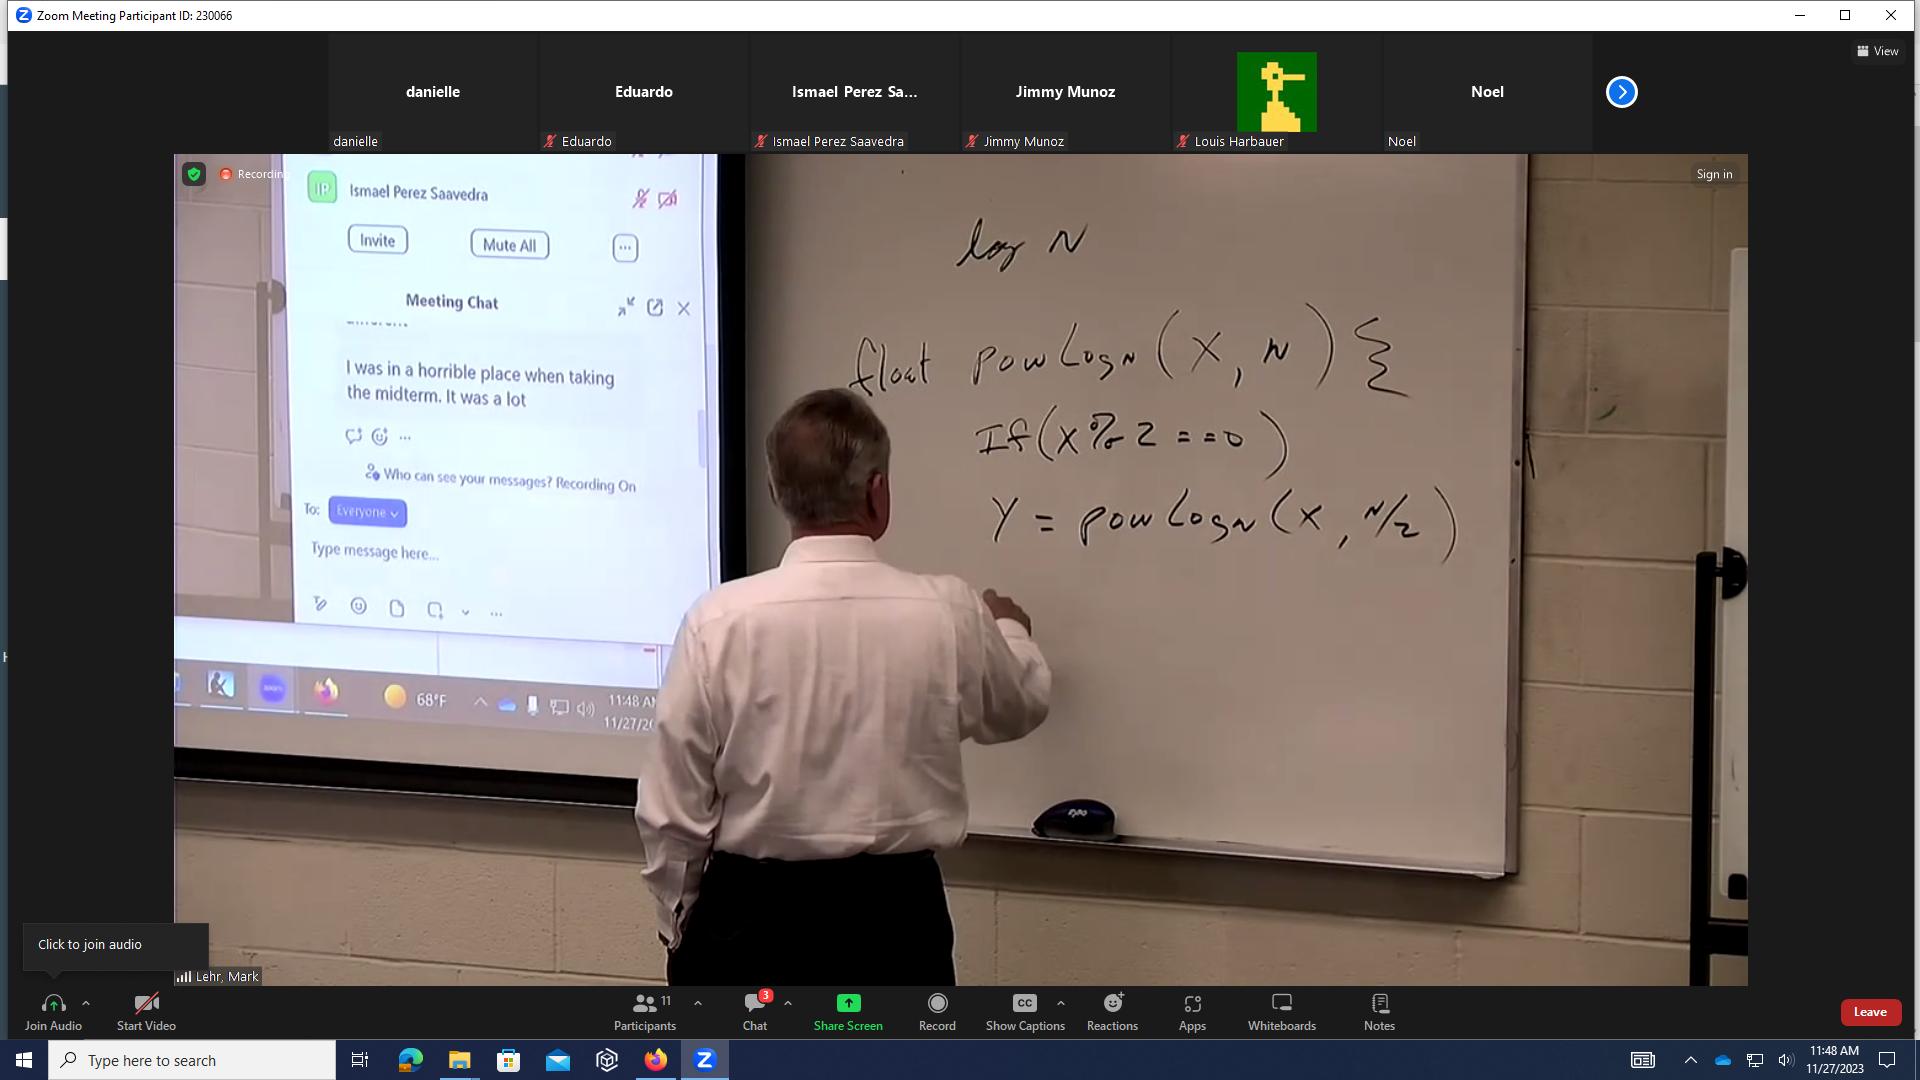 Zoom Meeting Participant ID: 230066
View
danielle
Eduardo
Ismael Perez Sa...
Jimmy Munoz
Noel
danielle
Eduardo
Ismael Perez Saavedra
Jimmy Munoz
Louis Harbauer
Noel
Recording
Sign in
IP
Ismael Perez Saavedra
Invite
Mute All
Meeting Chat
I was in a horrible place when taking
the midterm. It was a lot
Who can see your messages? Recording On
To: Everyone
Type message here...
68°F
11:48 AM
11/27/20
log N
float powLogN(X, N) {
If(X%2 ==0)
Y = powLogN(X, N/2)
expo
Click to join audio
Lehr, Mark
Join Audio
Start Video
11
Participants
3
Chat
Share Screen
Record
CC
Show Captions
Reactions
Apps
Whiteboards
Notes
Leave
Type here to search
11:48 AM
11/27/2023